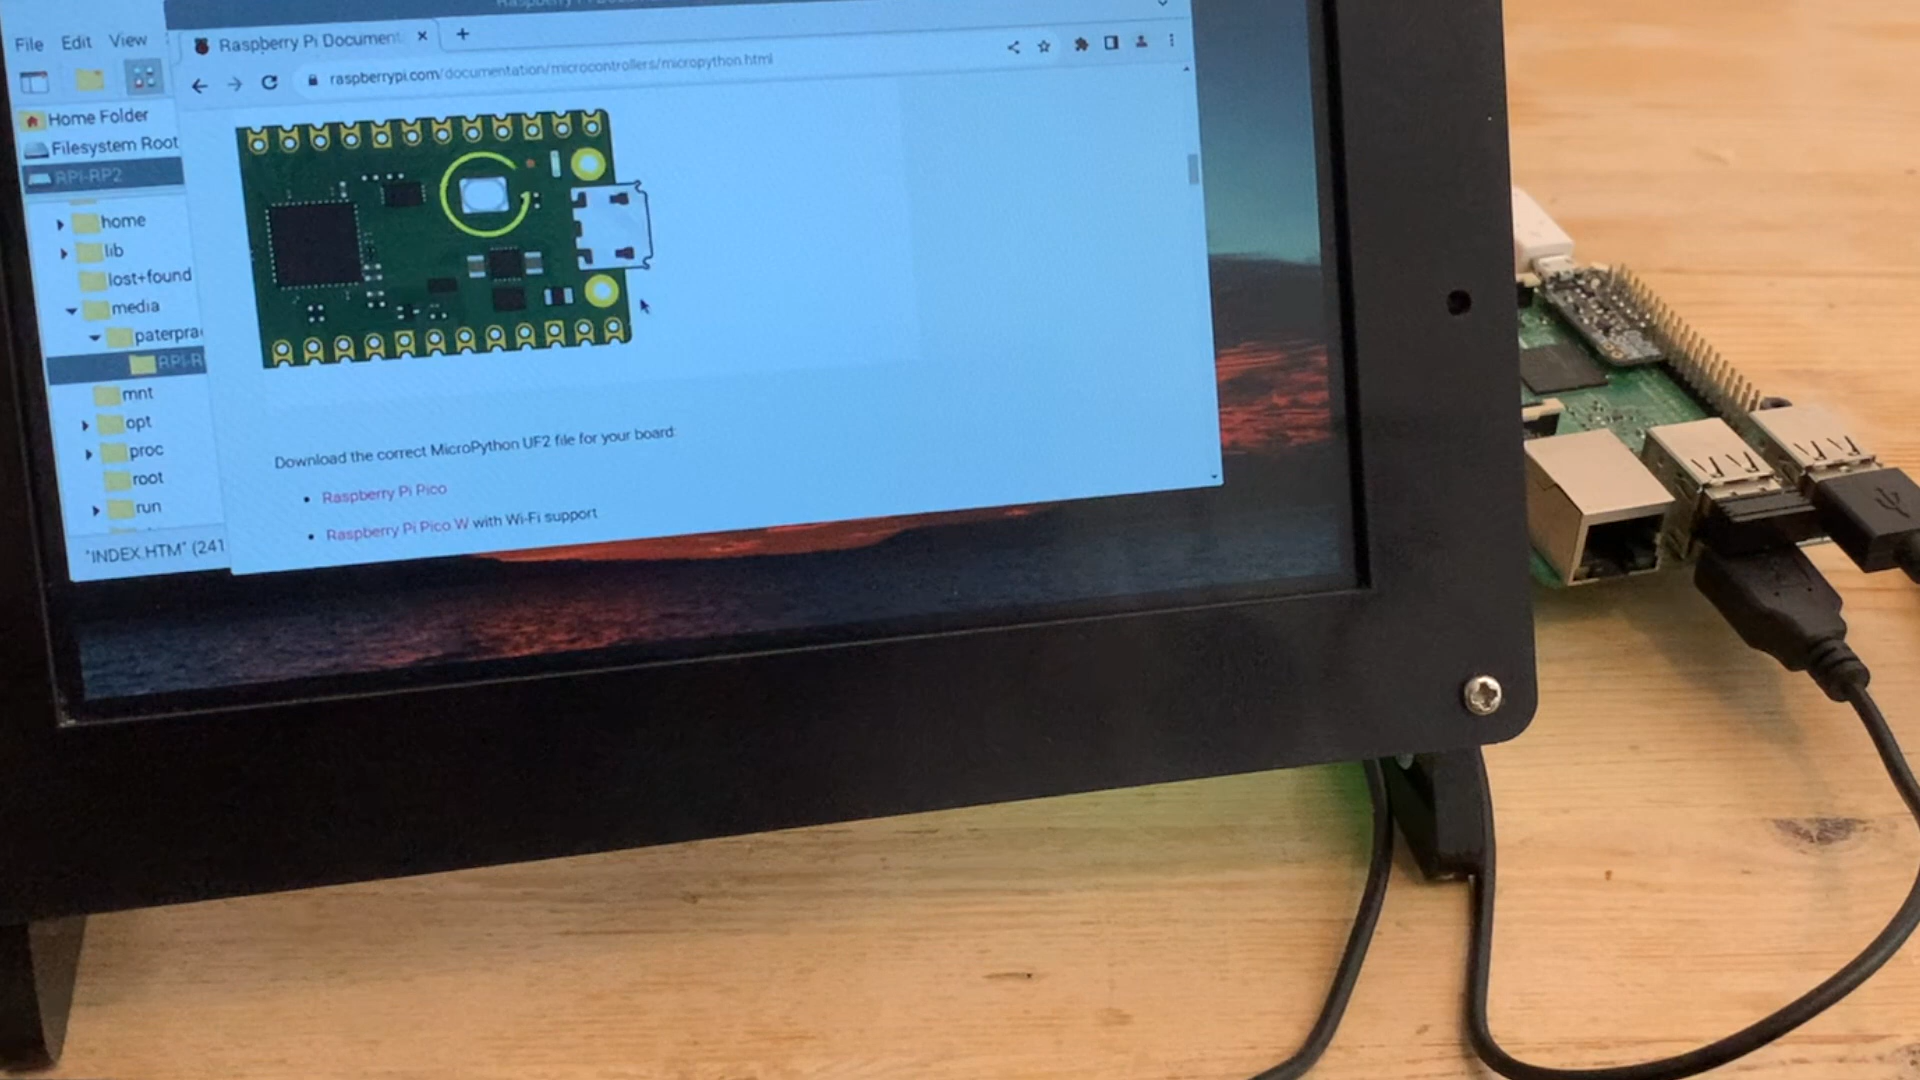 File Edit View
Raspberry Pi Document
raspberrypi.com/documentation/microcontrollers/micropython.html
Home Folder
Filesystem Root
RPI-RP2
home
lib
lost+found
media
paterpra
RPI-R
mnt
opt
proc
root
run
"INDEX.HTM" (241
Download the correct MicroPython UF2 file for your board:
• Raspberry Pi Pico
• Raspberry Pi Pico W with Wi-Fi support